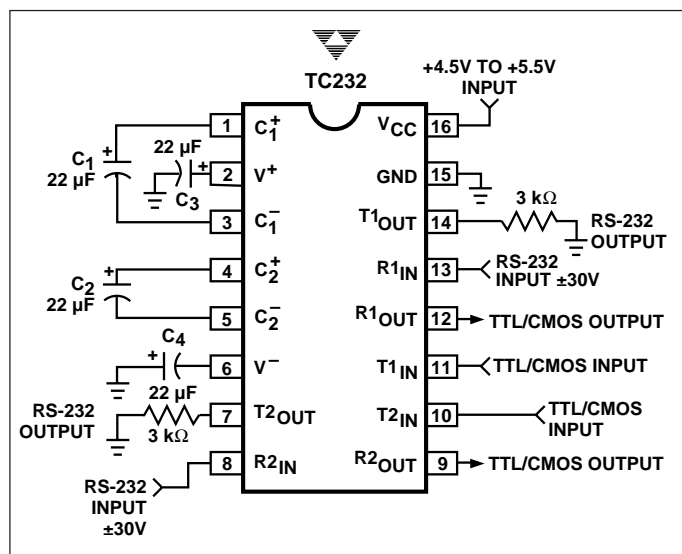 TC232
+4.5V TO +5.5V
INPUT
1 C1+
VCC 16
C1
22 µF
+
22 µF
+
C3
2 V+
GND 15
3 C1−
T1OUT 14
3 kΩ
RS-232
OUTPUT
4 C2+
R1IN 13
RS-232
INPUT ±30V
C2
22 µF
+
5 C2−
R1OUT 12
TTL/CMOS OUTPUT
C4
+
22 µF
6 V−
T1IN 11
TTL/CMOS INPUT
RS-232
OUTPUT
3 kΩ
7 T2OUT
T2IN 10
TTL/CMOS
INPUT
8 R2IN
R2OUT 9
TTL/CMOS OUTPUT
RS-232
INPUT
±30V